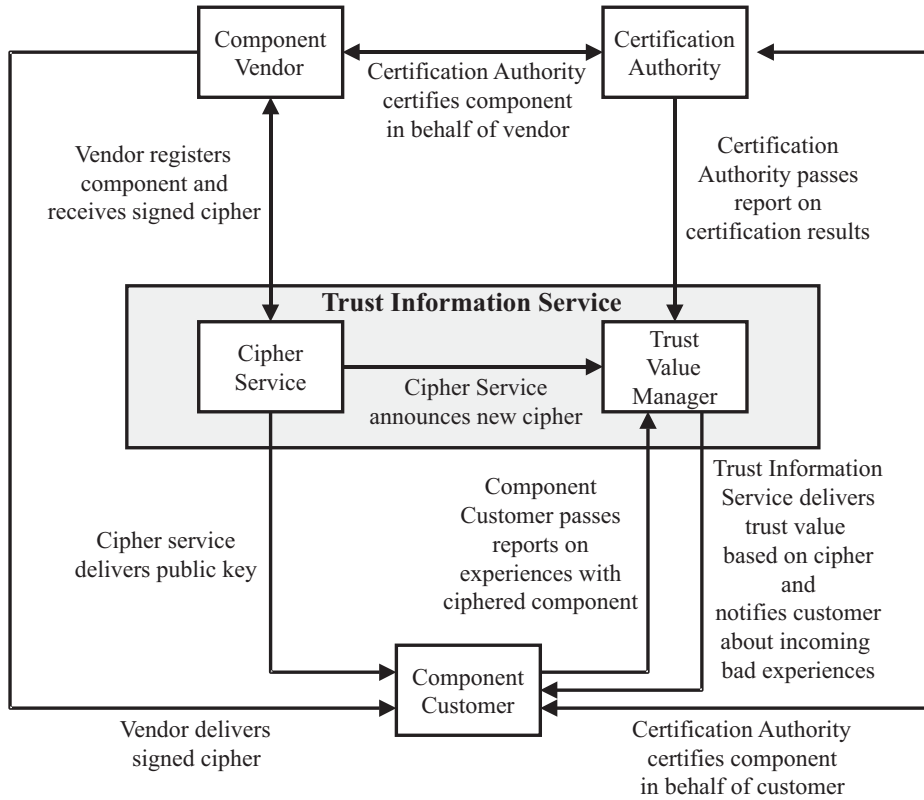 Component
Vendor
Certification
Authority
Certification Authority
certifies component
in behalf of vendor
Vendor registers
component and
receives signed cipher
Certification
Authority passes
report on
certification results
Trust Information Service
Cipher
Service
Trust
Value
Manager
Cipher Service
announces new cipher
Cipher service
delivers public key
Component
Customer passes
reports on
experiences with
ciphered component
Trust Information
Service delivers
trust value
based on cipher
and
notifies customer
about incoming
bad experiences
Component
Customer
Vendor delivers
signed cipher
Certification Authority
certifies component
in behalf of customer